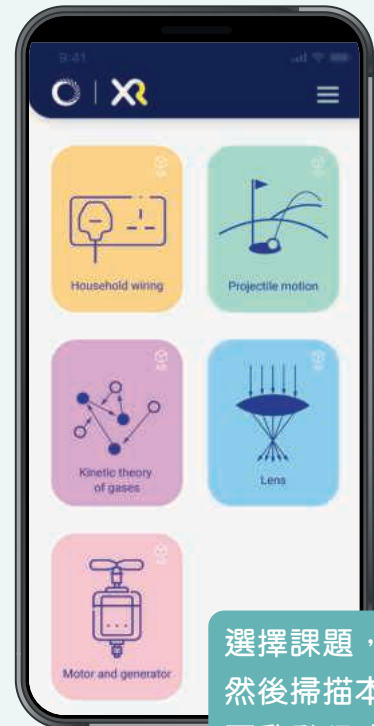 9:41
XR
Household wiring
Projectile motion
Kinetic theory
of gases
Lens
Motor and generator
選擇課題，
然後掃描本